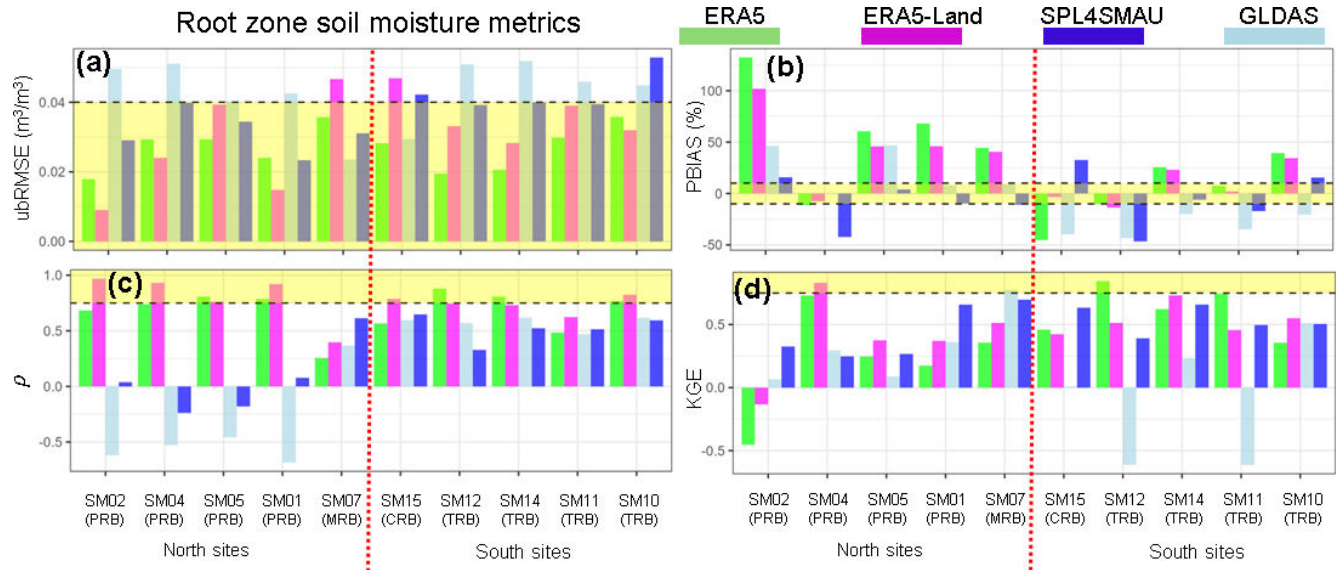 Root zone soil moisture metrics
ERA5 ERA5-Land SPL4SMAU GLDAS
(a)
ubRMSE (m³/m³)
0.04
0.02
0.00
(b)
PBIAS (%)
100
50
0
-50
(c)
ρ
1.0
0.5
0.0
-0.5
(d)
KGE
0.5
0.0
-0.5
SM02 SM04 SM05 SM01 SM07 SM15 SM12 SM14 SM11 SM10
(PRB) (PRB) (PRB) (PRB) (MRB) (CRB) (TRB) (TRB) (TRB) (TRB)
North sites South sites
SM02 SM04 SM05 SM01 SM07 SM15 SM12 SM14 SM11 SM10
(PRB) (PRB) (PRB) (PRB) (MRB) (CRB) (TRB) (TRB) (TRB) (TRB)
North sites South sites